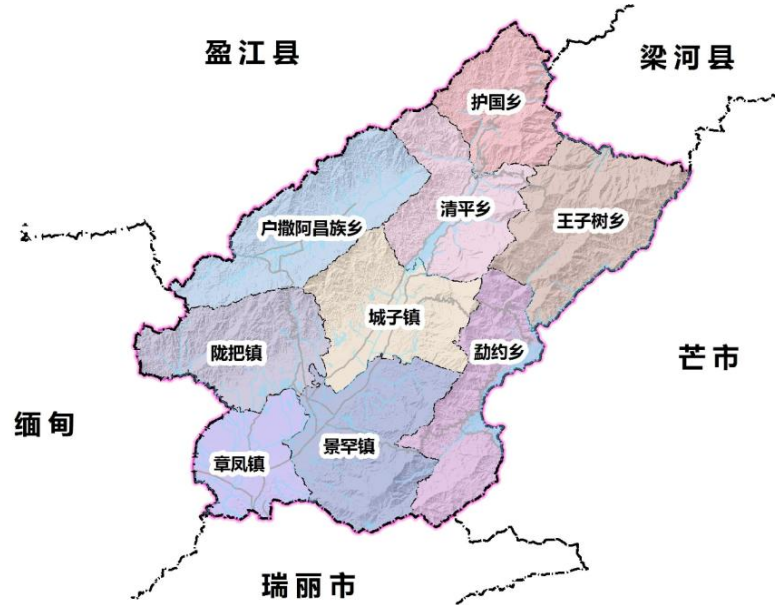 盈江县
梁河县
护国乡
清平乡
王子树乡
户撒阿昌族乡
城子镇
陇把镇
勐约乡
芒市
缅甸
景罕镇
章凤镇
瑞丽市